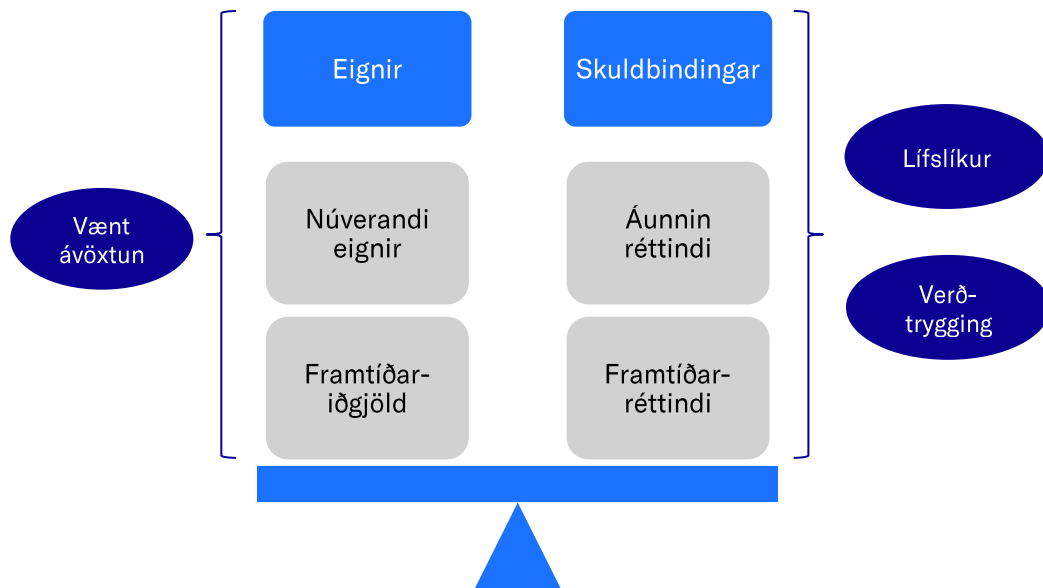 Eignir
Skuldbindingar
Vænt
ávöxtun
Núverandi
eignir
Áunnin
réttindi
Framtíðar-
iðgjöld
Framtíðar-
réttindi
Lífslíkur
Verð-
trygging